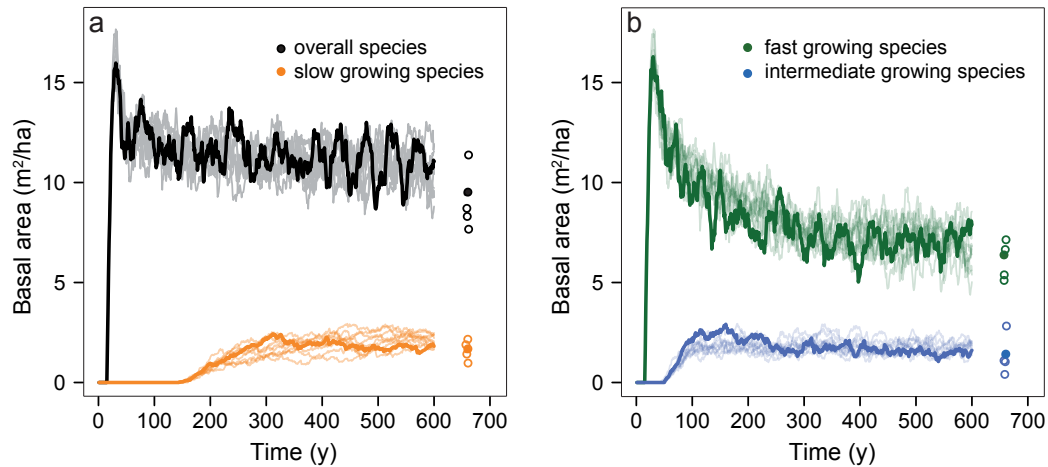 a
overall species
slow growing species
15
10
5
0
Basal area (m²/ha)
0 100 200 300 400 500 600 700
Time (y)
b
fast growing species
intermediate growing species
15
10
5
0
Basal area (m²/ha)
0 100 200 300 400 500 600 700
Time (y)